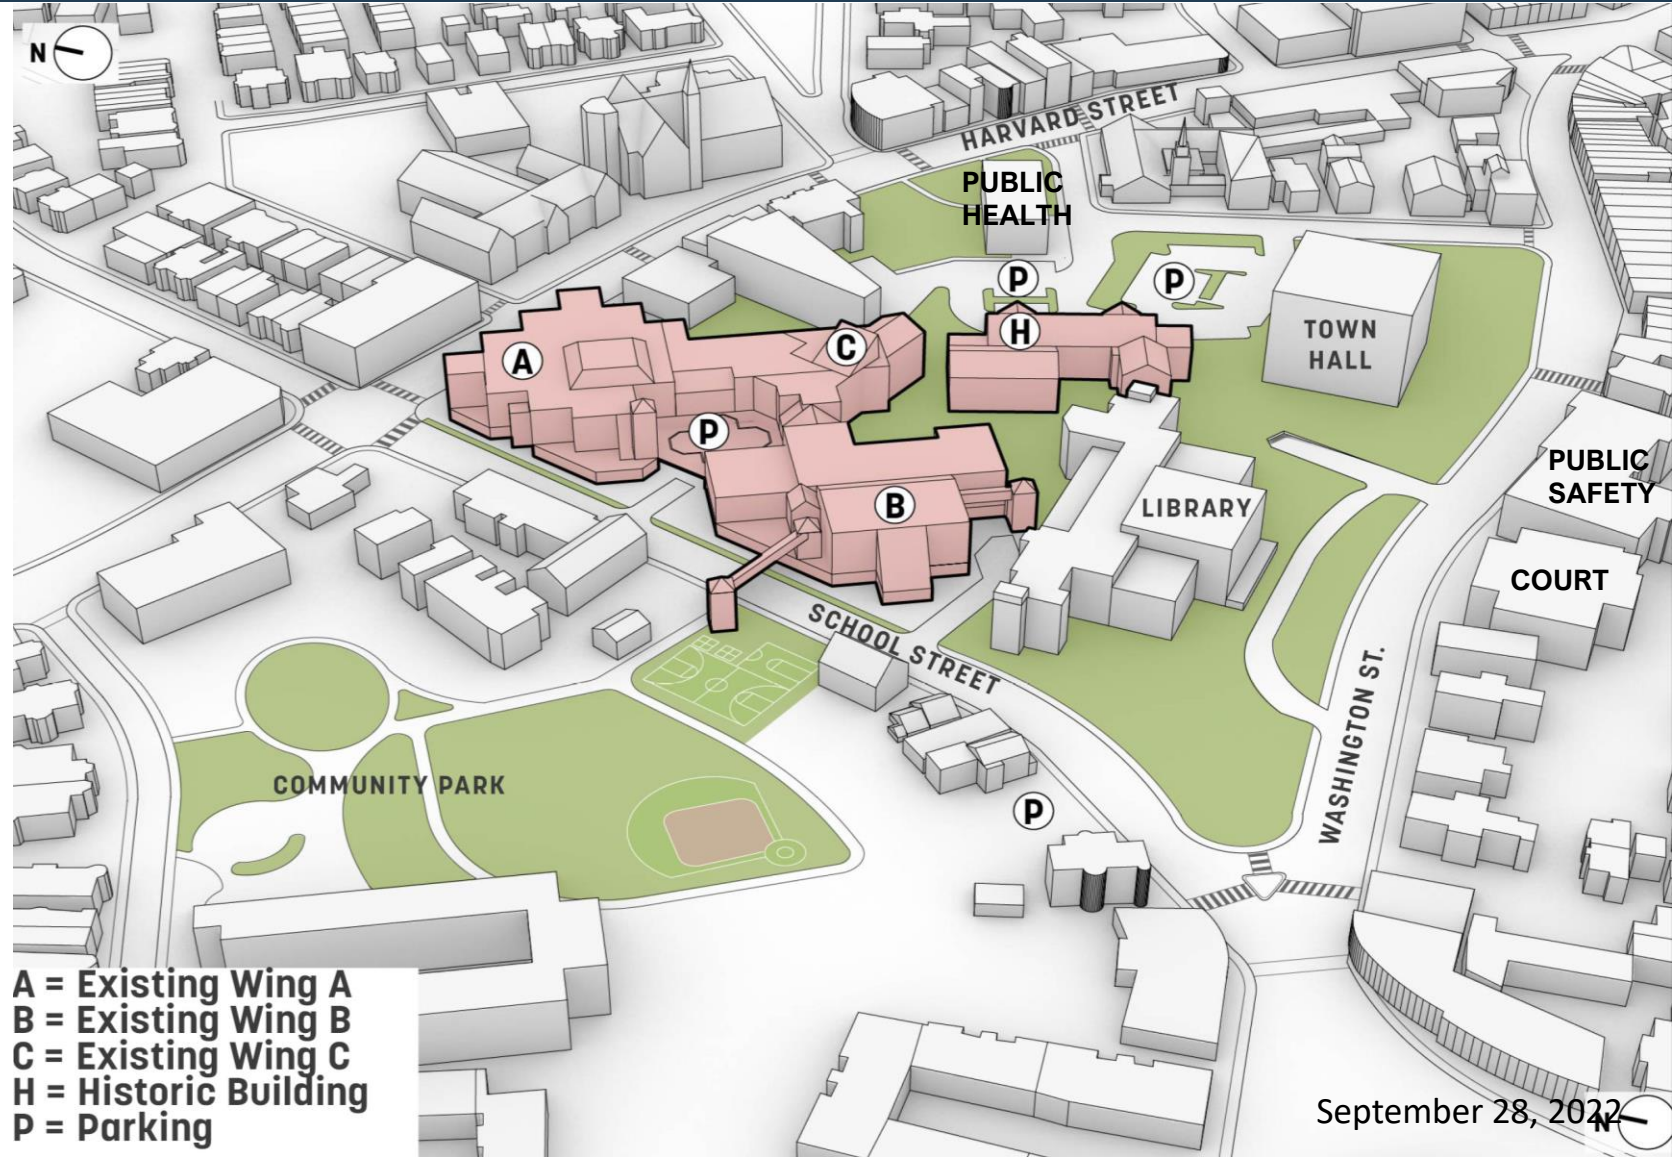 N
HARVARD STREET
PUBLIC
HEALTH
P
P
H
C
A
TOWN
HALL
P
PUBLIC
SAFETY
B
LIBRARY
COURT
SCHOOL STREET
WASHINGTON ST.
COMMUNITY PARK
P
A = Existing Wing A
B = Existing Wing B
C = Existing Wing C
H = Historic Building
P = Parking
September 28, 2022
N